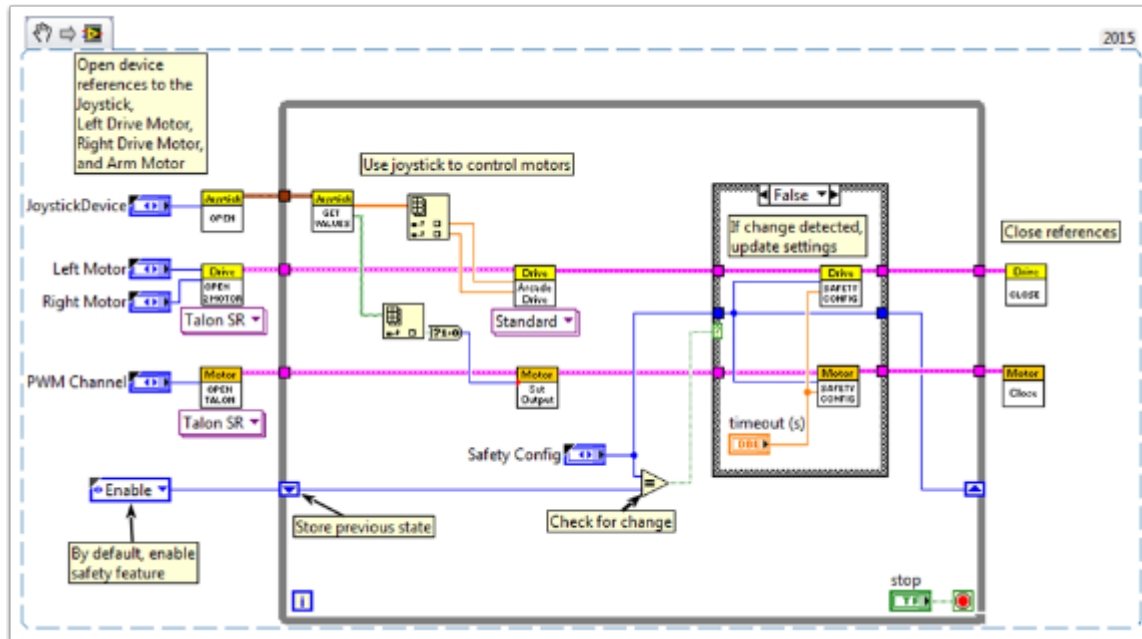 2015
Open device
references to the
Joystick,
Left Drive Motor,
Right Drive Motor,
and Arm Motor
Use joystick to control motors
False
If change detected,
update settings
Close references
JoystickDevice
Joystick
OPEN
Joystick
GET
VALUES
Left Motor
Right Motor
Drive
OPEN
2 MOTOR
Talon SR
Drive
Arcade
Drive
Standard
Drive
SAFETY
CONFIG
Drive
CLOSE
?1:0
PWM Channel
Motor
OPEN
TALON
Talon SR
Motor
Set
Output
Motor
SAFETY
CONFIG
Motor
Close
timeout (s)
DBL
Safety Config
=
Enable
Store previous state
Check for change
By default, enable
safety feature
i
stop
TF